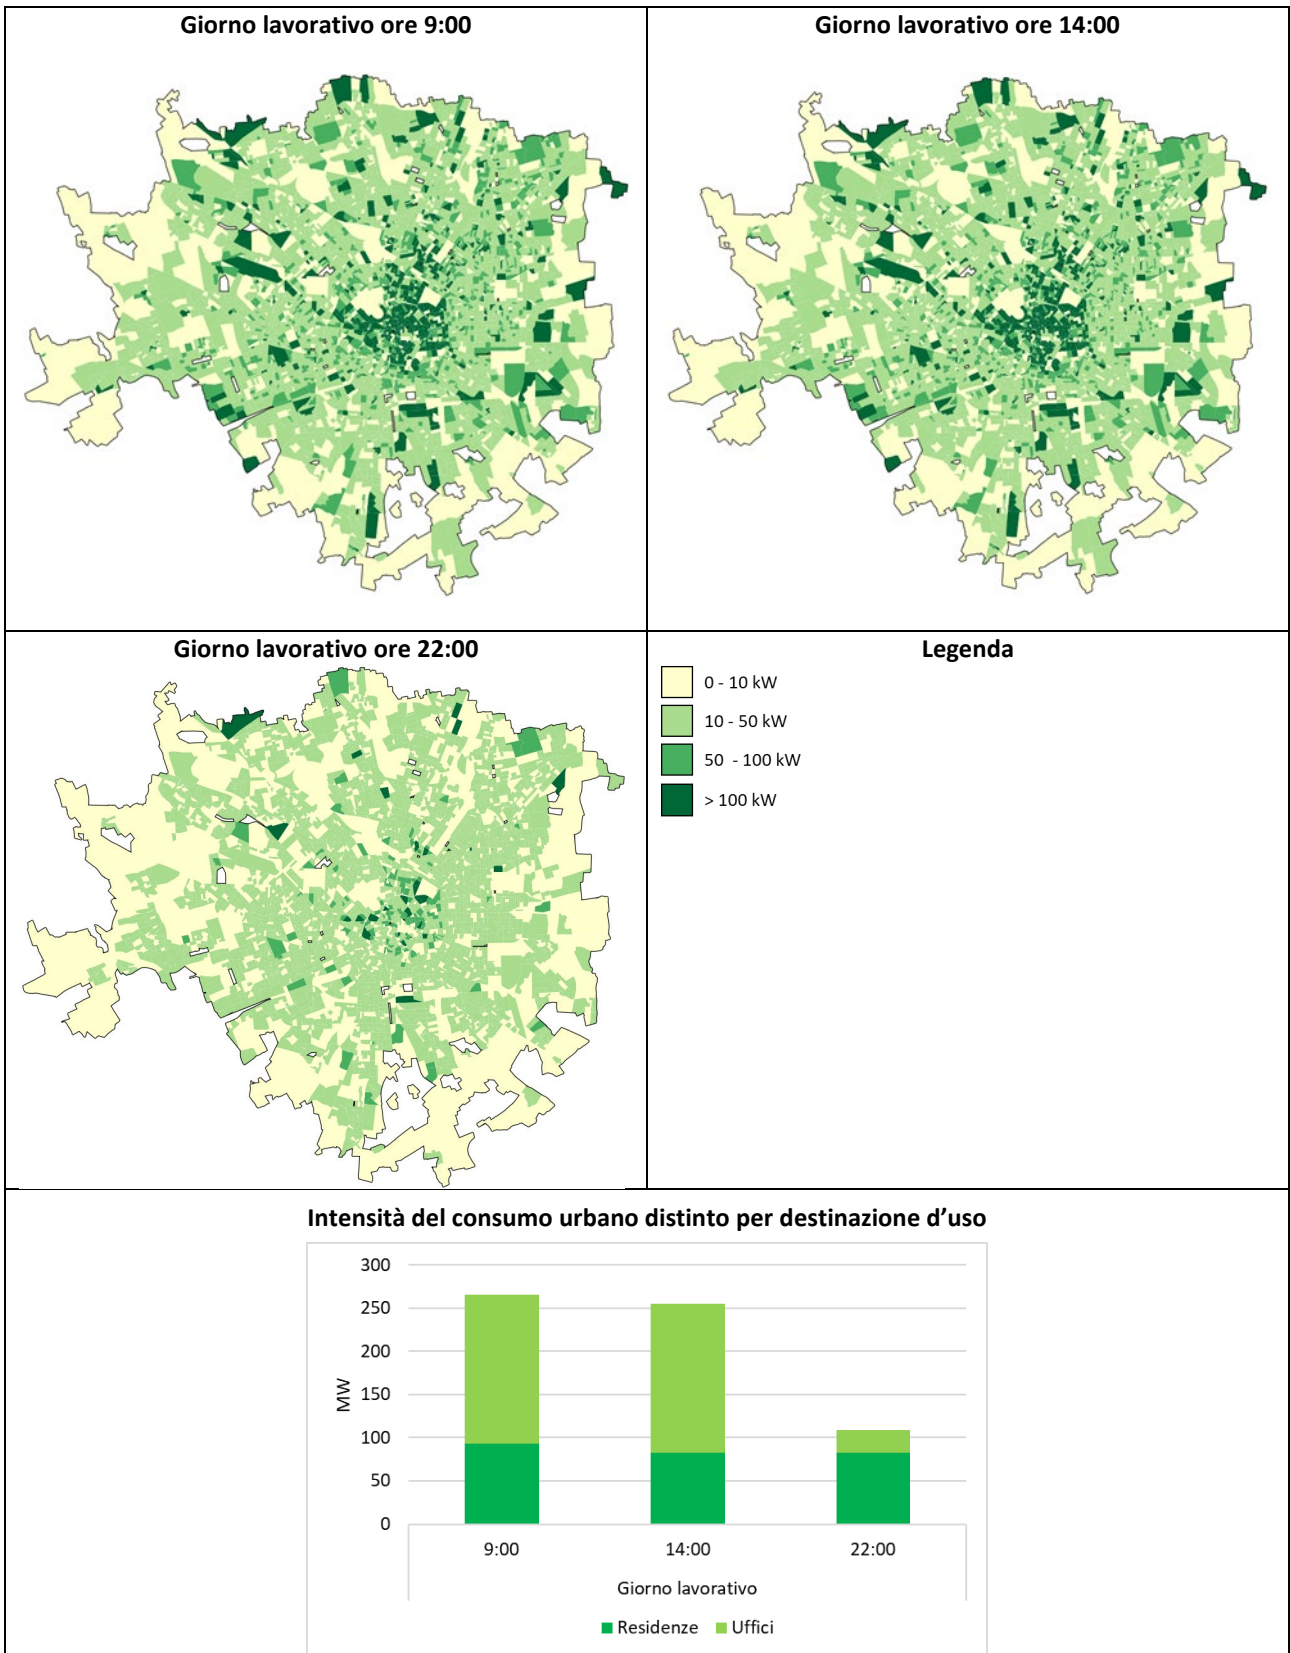 Giorno lavorativo ore 9:00
Giorno lavorativo ore 14:00
Giorno lavorativo ore 22:00
Legenda
0 - 10 kW
10 - 50 kW
50  - 100 kW
> 100 kW
Intensità del consumo urbano distinto per destinazione d’uso
300
250
200
150
100
50
0
MW
9:00
14:00
22:00
Giorno lavorativo
Residenze
Uffici